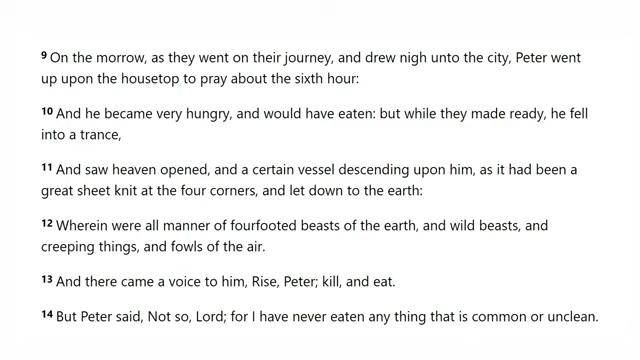 9 On the morrow, as they went on their journey, and drew nigh unto the city, Peter went
up upon the housetop to pray about the sixth hour:
10 And he became very hungry, and would have eaten: but while they made ready, he fell
into a trance,
11 And saw heaven opened, and a certain vessel descending upon him, as it had been a
great sheet knit at the four corners, and let down to the earth:
12 Wherein were all manner of fourfooted beasts of the earth, and wild beasts, and
creeping things, and fowls of the air.
13 And there came a voice to him, Rise, Peter; kill, and eat.
14 But Peter said, Not so, Lord; for I have never eaten any thing that is common or unclean.